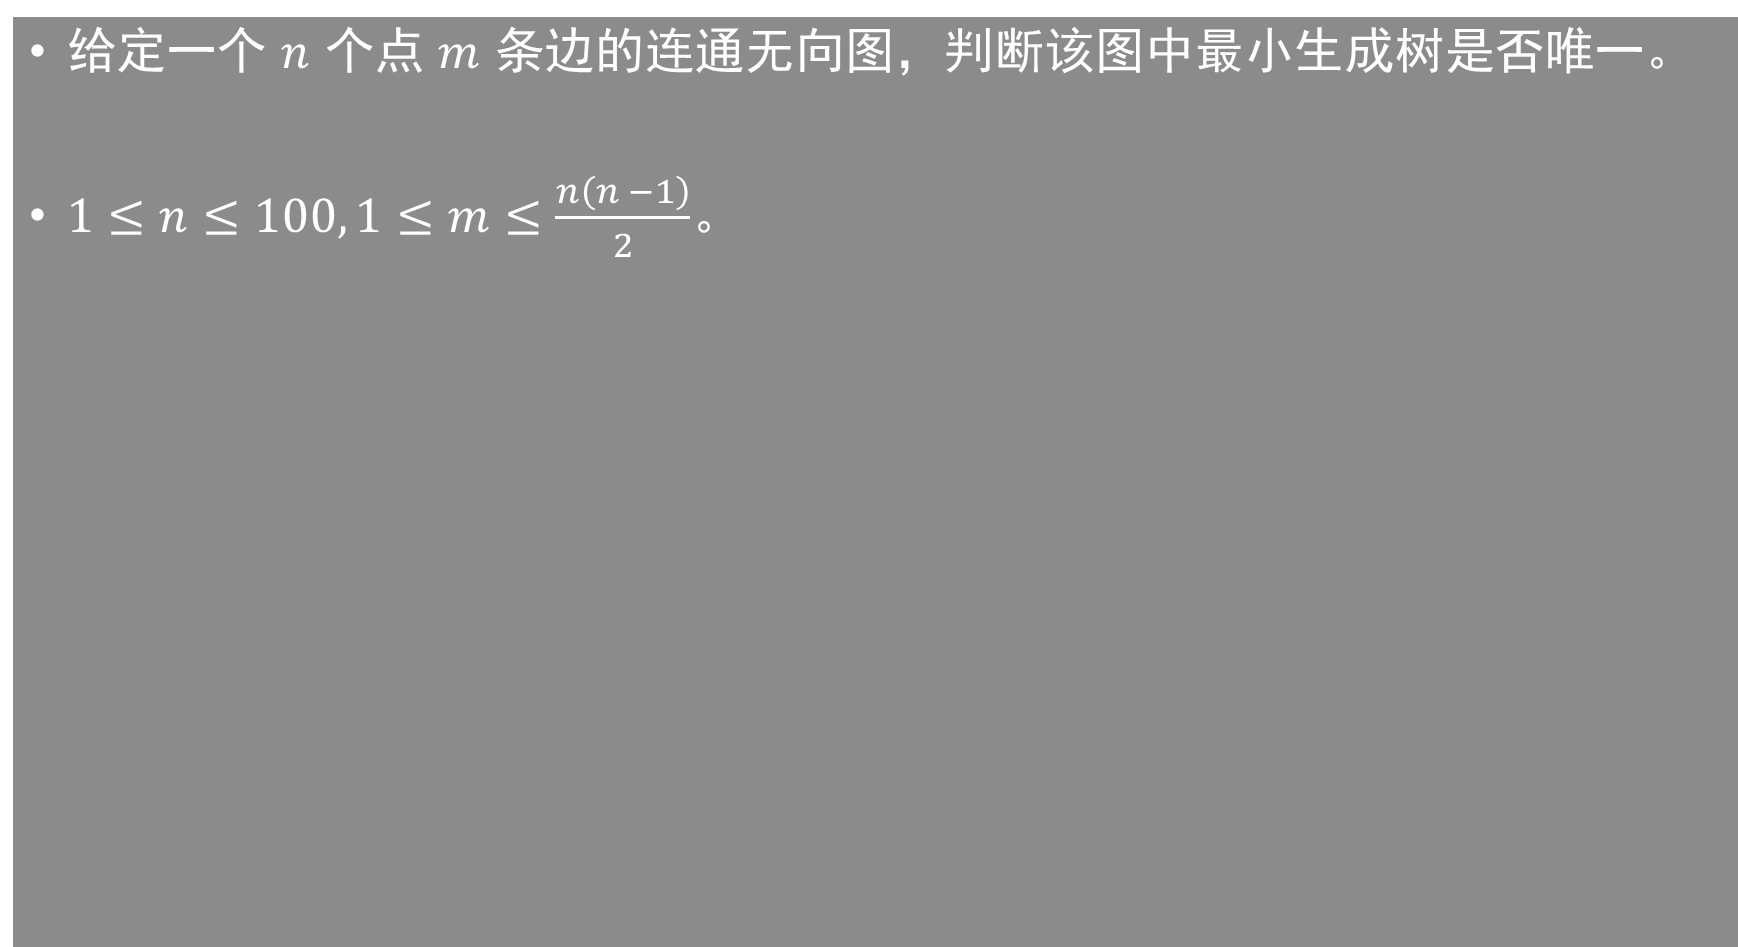 • 给定一个 n 个点 m 条边的连通无向图，判断该图中最小生成树是否唯一。
• 1 ≤ n ≤ 100, 1 ≤ m ≤ \frac{n(n-1)}{2}。